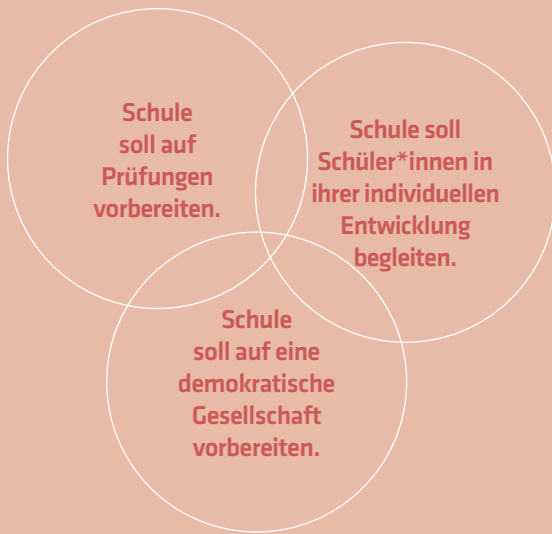 Schule
soll auf
Prüfungen
vorbereiten.
Schule soll
Schüler*innen in
ihrer individuellen
Entwicklung
begleiten.
Schule
soll auf eine
demokratische
Gesellschaft
vorbereiten.